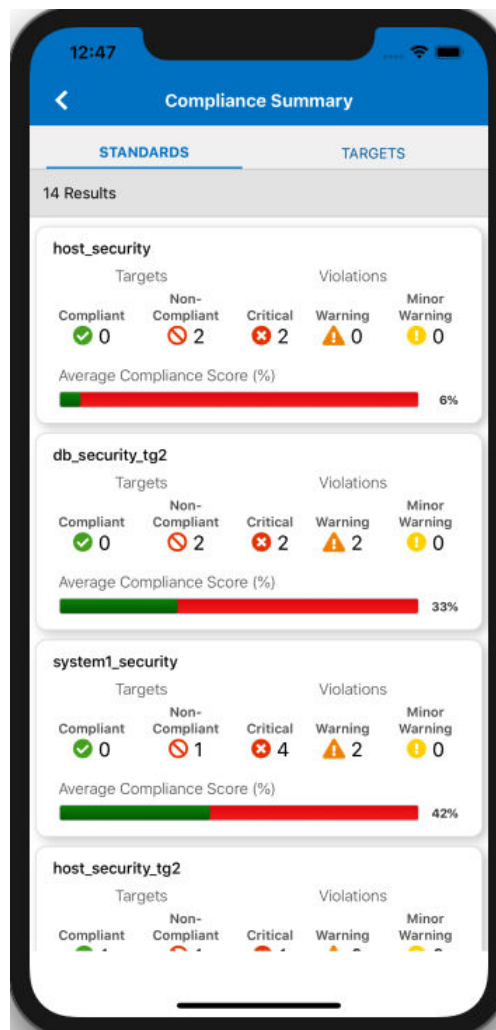 12:47
Compliance Summary
STANDARDS TARGETS
14 Results
host_security
Targets Violations
Compliant Non-Compliant Critical Warning Minor Warning
0 2 2 0 0
Average Compliance Score (%)
6%
db_security_tg2
Targets Violations
Compliant Non-Compliant Critical Warning Minor Warning
0 2 2 2 0
Average Compliance Score (%)
33%
system1_security
Targets Violations
Compliant Non-Compliant Critical Warning Minor Warning
0 1 4 2 0
Average Compliance Score (%)
42%
host_security_tg2
Targets Violations
Compliant Non-Compliant Critical Warning Minor Warning